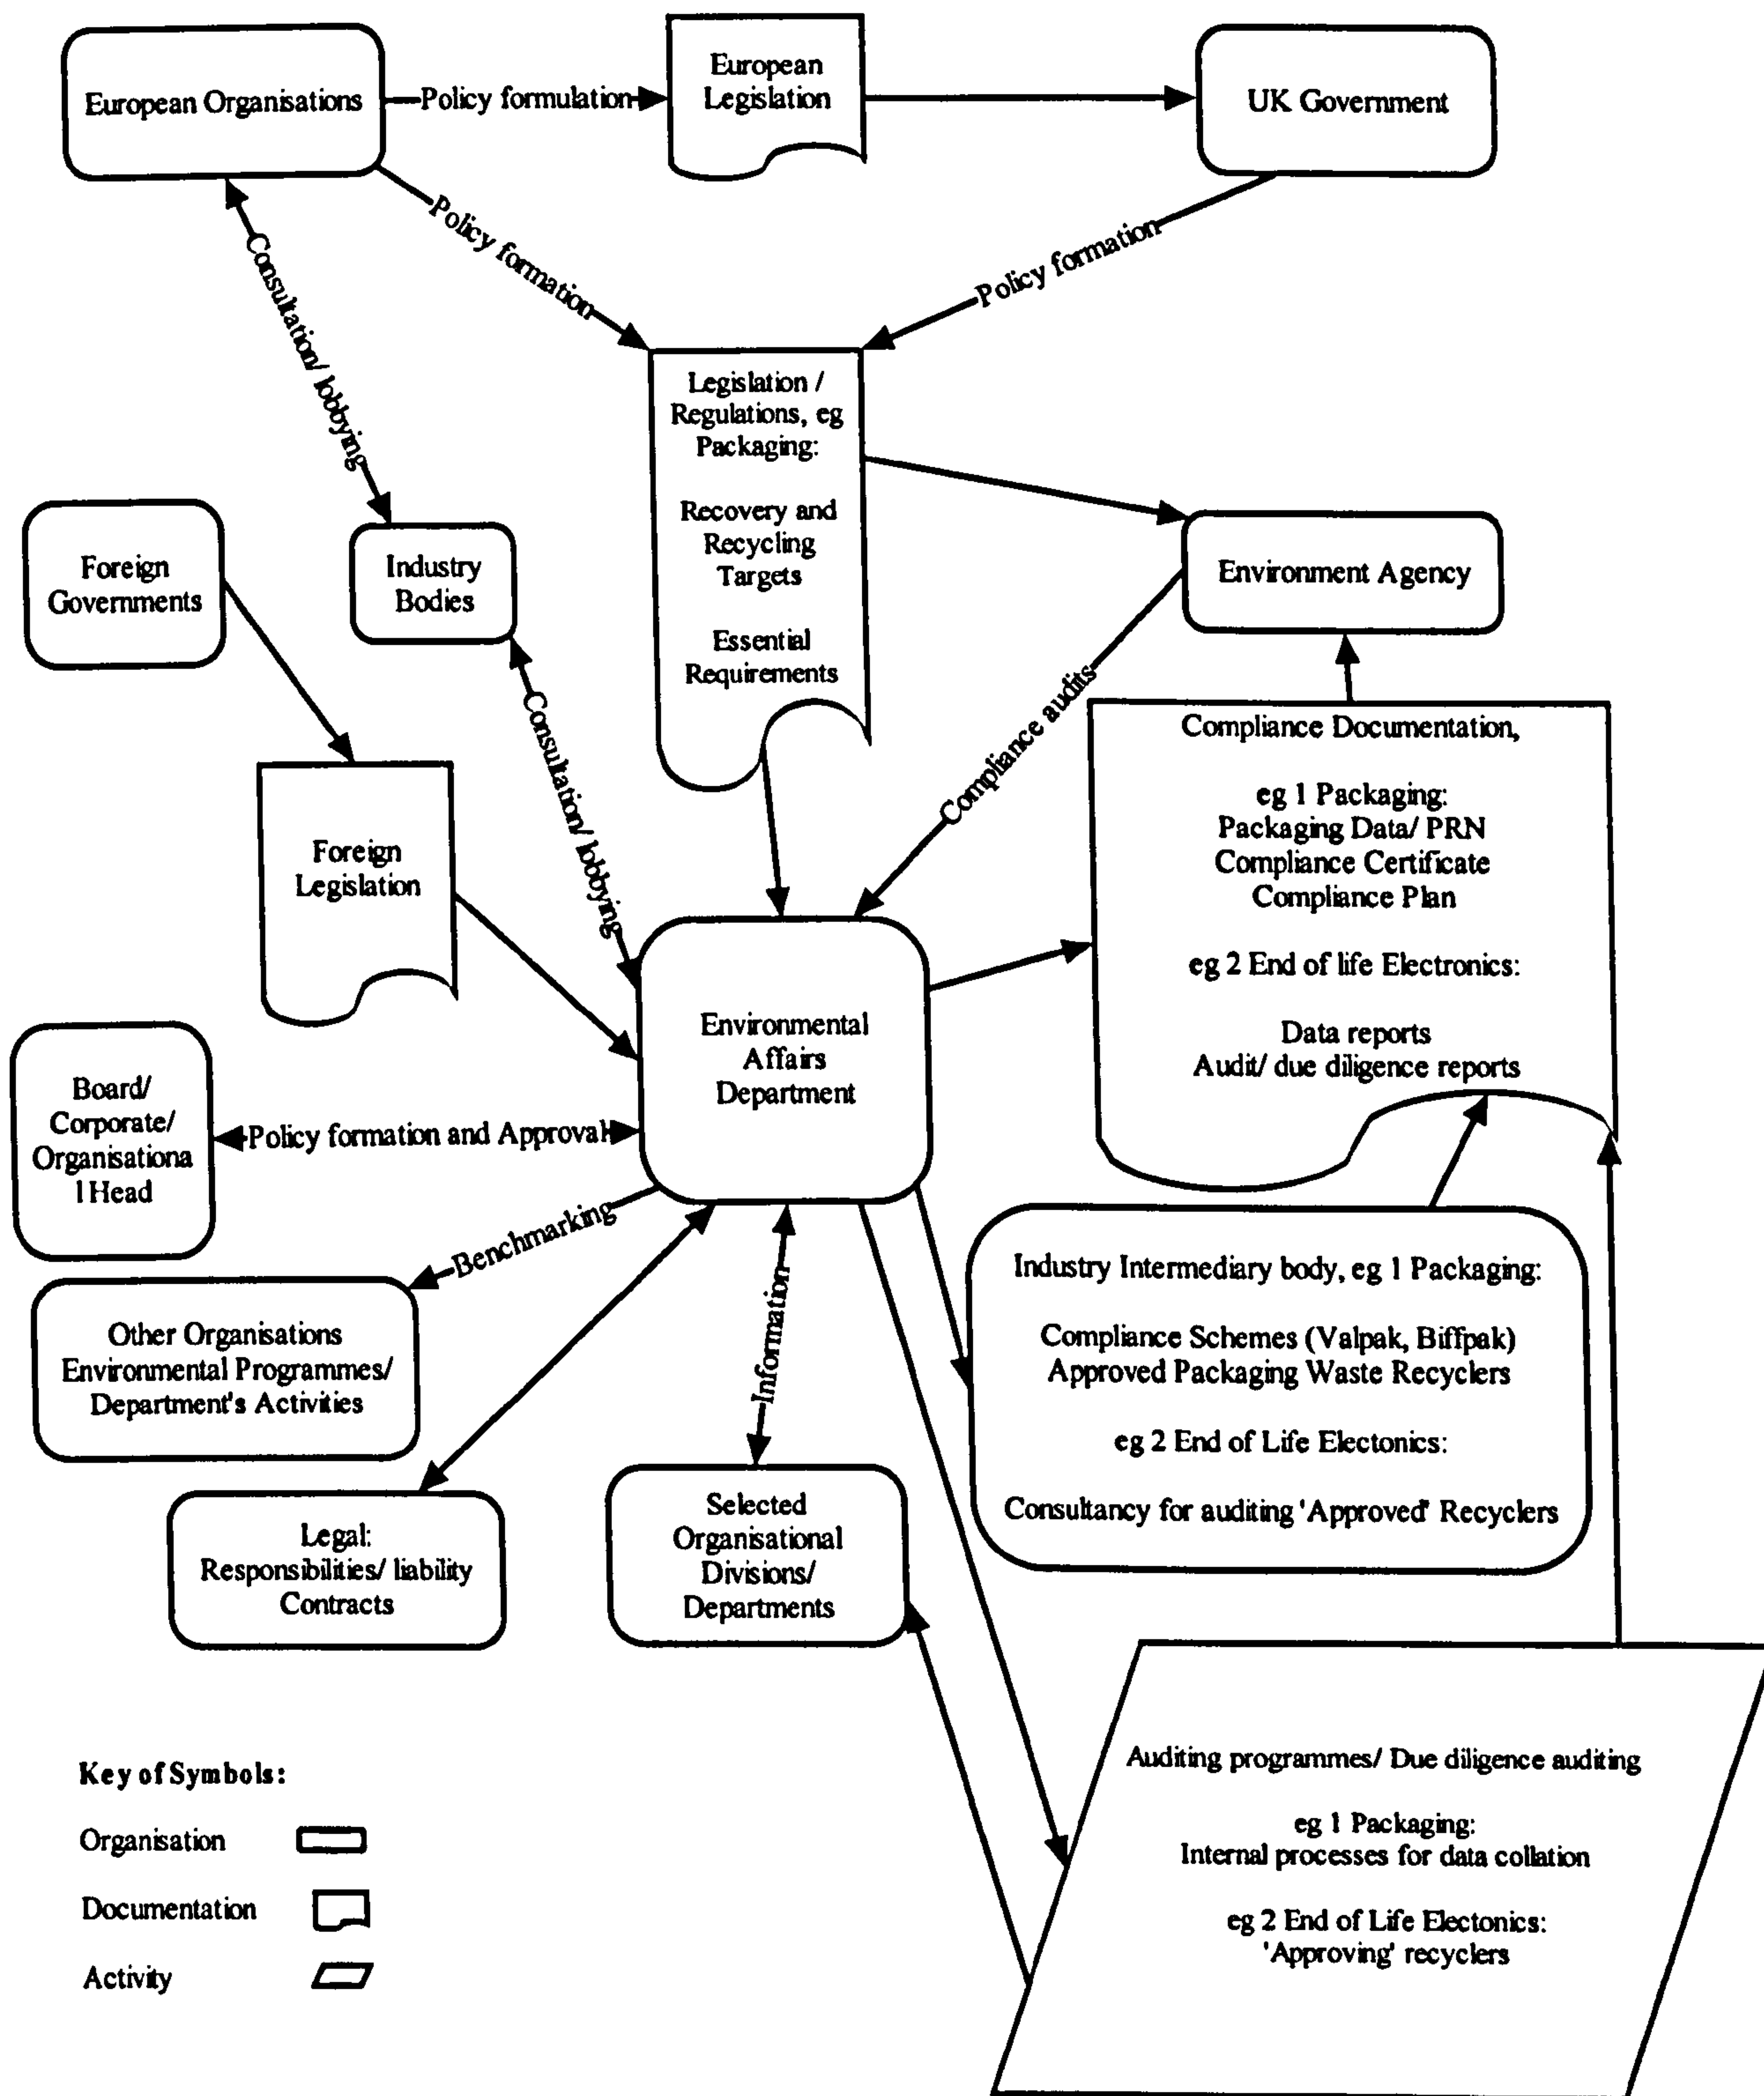 European Organisations
Policy formulation
European
Legislation
UK Government
Policy formation
Policy formation
Consultation/ lobbying
Legislation /
Regulations, eg
Packaging:
Recovery and
Recycling
Targets
Essential
Requirements
Foreign
Governments
Industry
Bodies
Environment Agency
Consultation/ lobbying
Compliance audits
Compliance Documentation,
eg 1 Packaging:
Packaging Data/ PRN
Compliance Certificate
Compliance Plan
eg 2 End of life Electronics:
Data reports
Audit/ due diligence reports
Foreign
Legislation
Environmental
Affairs
Department
Board/
Corporate/
Organisationa
l Head
Policy formation and Approval
Benchmarking
Information
Other Organisations
Environmental Programmes/
Department's Activities
Industry Intermediary body, eg 1 Packaging:
Compliance Schemes (Valpak, Biffpak)
Approved Packaging Waste Recyclers
eg 2 End of Life Electonics:
Consultancy for auditing 'Approved' Recyclers
Legal:
Responsibilities/ liability
Contracts
Selected
Organisational
Divisions/
Departments
Auditing programmes/ Due diligence auditing
eg 1 Packaging:
Internal processes for data collation
eg 2 End of Life Electonics:
'Approving' recyclers
Key of Symbols:
Organisation
Documentation
Activity